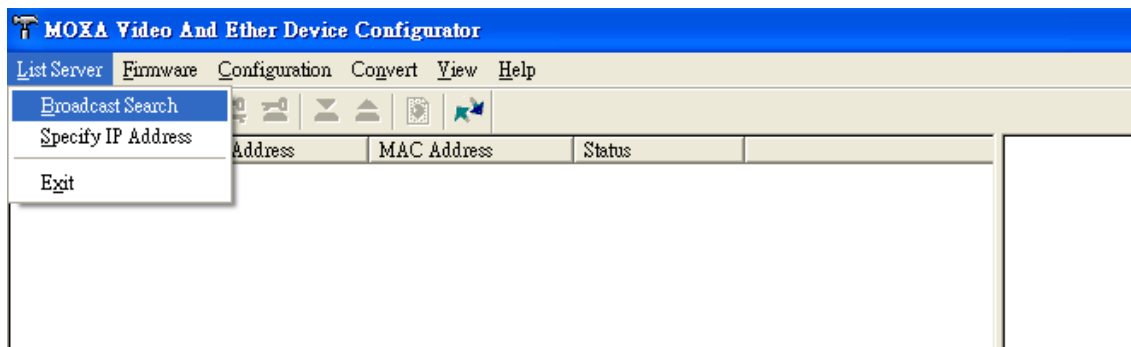 MOXA Video And Ether Device Configurator
List Server Firmware Configuration Convert View Help
Broadcast Search
Specify IP Address
Address MAC Address Status
Exit